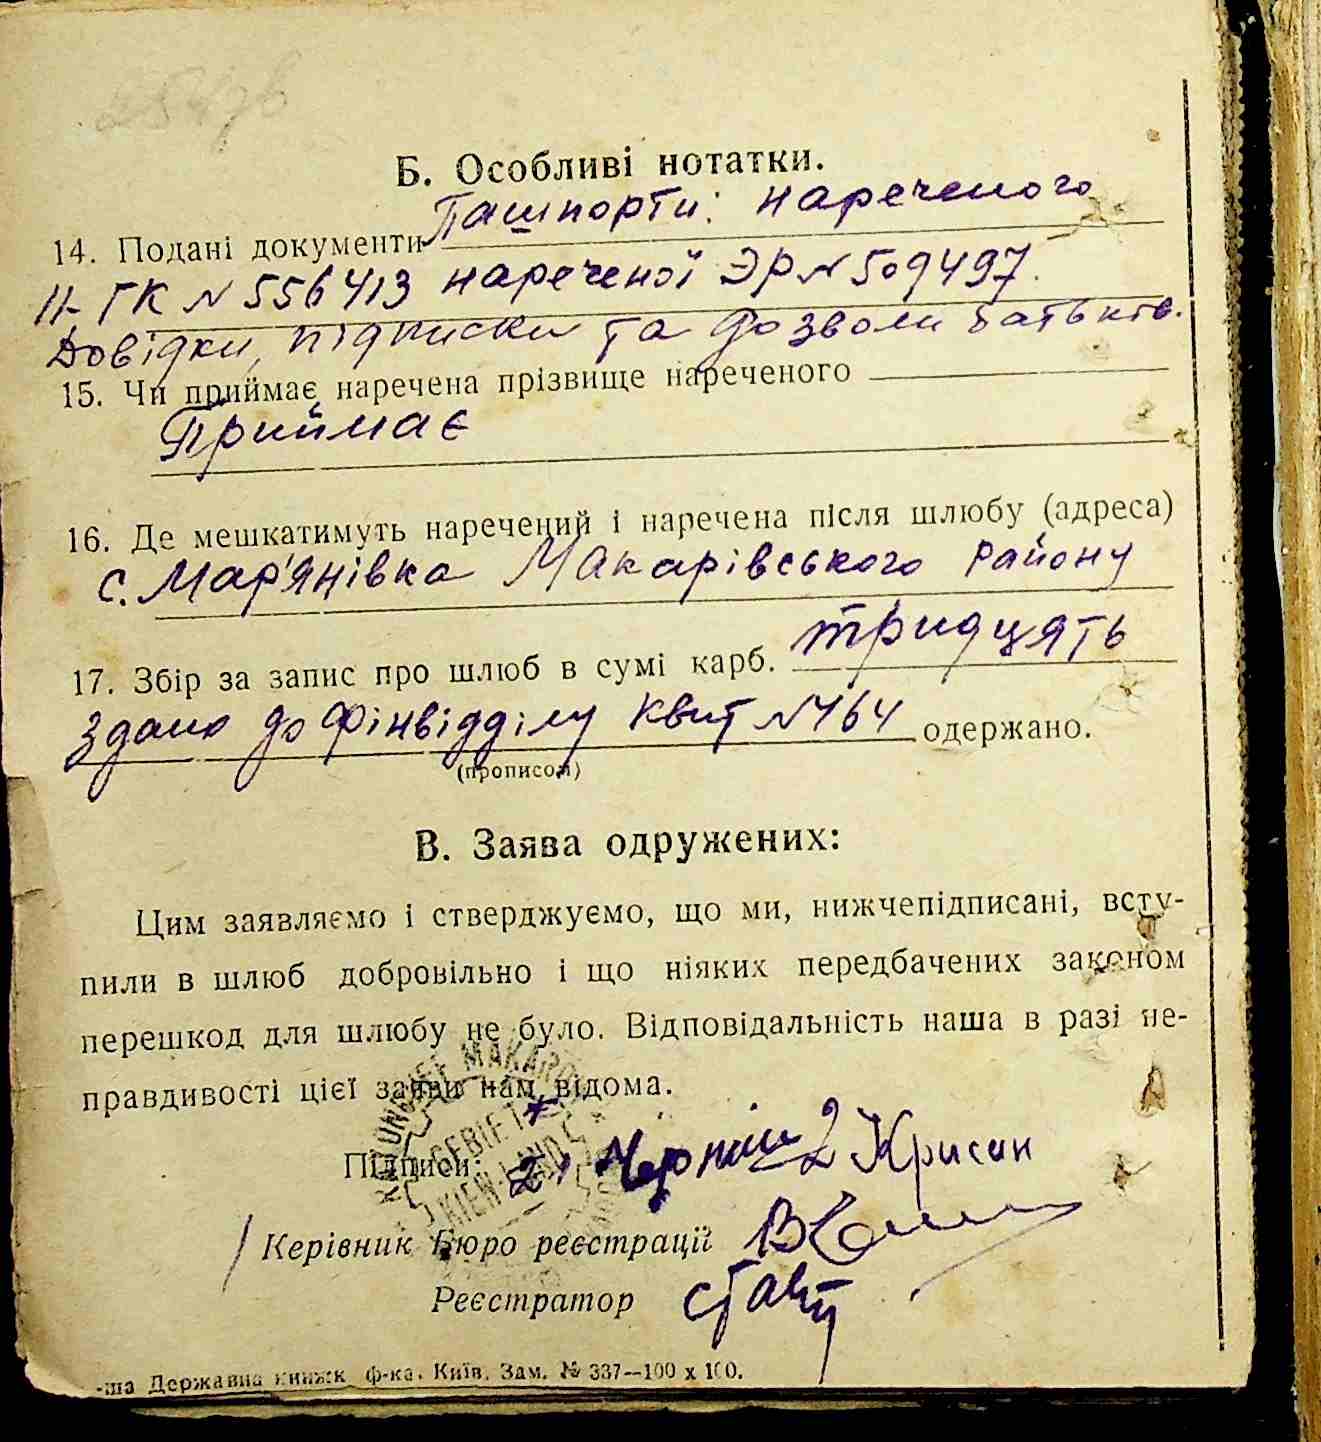 Б. Особливі нотатки.
14. Подані документи Пашпорти: нареченого
II-ГК N 556413 нареченої ЭР N 509497.
Довідки, підписки та дозволи батьків.
15. Чи приймає наречена прізвище нареченого
Приймає
16. Де мешкатимуть наречений і наречена після шлюбу (адреса)
с. Мар'янівка Макарівського району
17. Збір за запис про шлюб в сумі карб. тридцять
здано до Фінвідділу квит N 464 одержано.
(прописом)
В. Заява одружених:
Цим заявляємо і стверджуємо, що ми, нижчепідписані, всту-
пили в шлюб добровільно і що ніяких передбачених законом
перешкод для шлюбу не було. Відповідальність наша в разі не-
правдивості цієї заяви нам відома.
Підписи: 2) Крисан
Керівник Бюро реєстрації
Реєстратор
-ша Державна книжк. ф-ка. Київ. Зам. № 337—100 х 100.